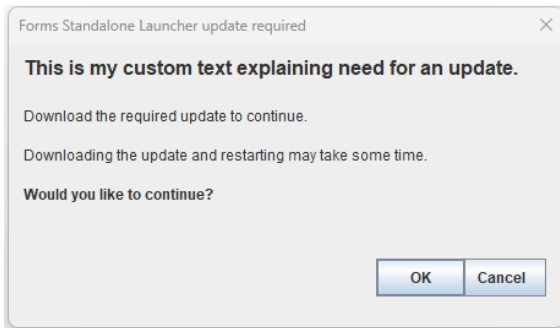 Forms Standalone Launcher update required
This is my custom text explaining need for an update.
Download the required update to continue.
Downloading the update and restarting may take some time.
Would you like to continue?
OK
Cancel